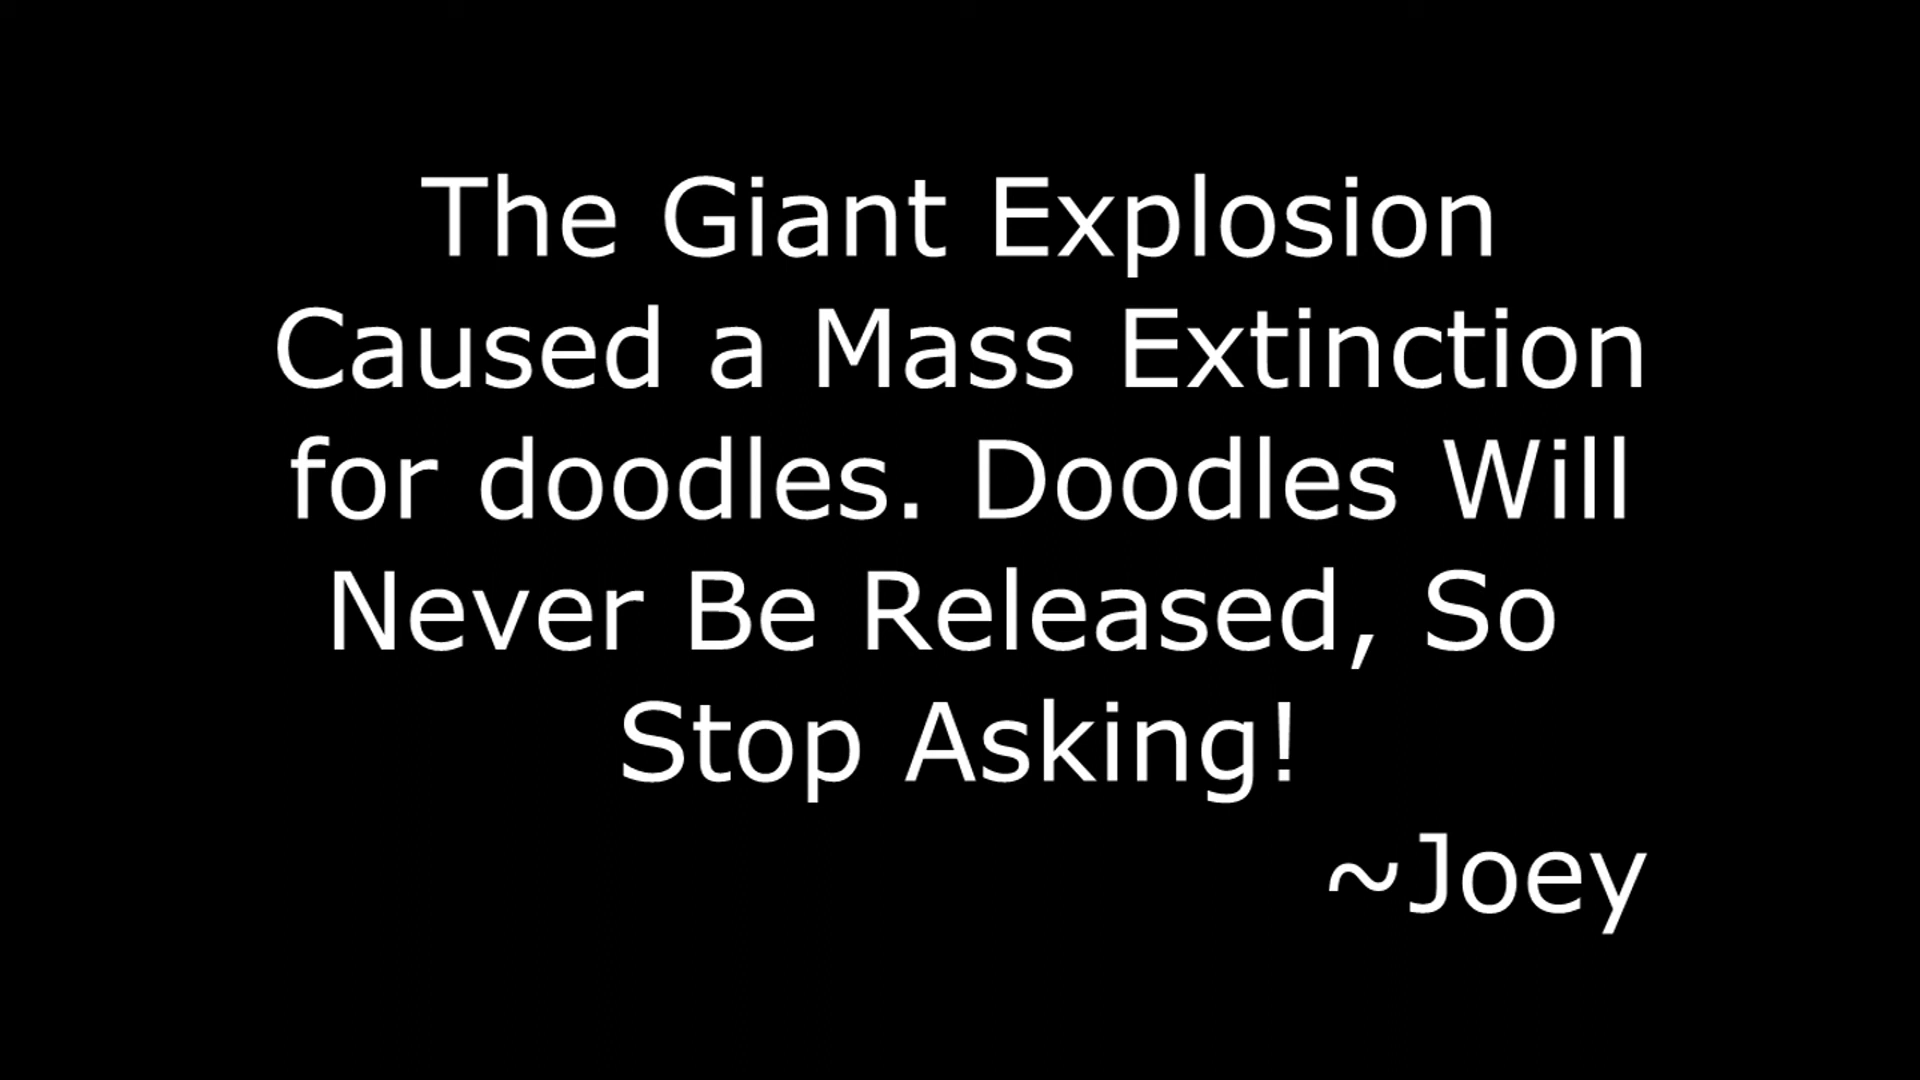 The Giant Explosion
Caused a Mass Extinction
for doodles. Doodles Will
Never Be Released, So
Stop Asking!
~Joey